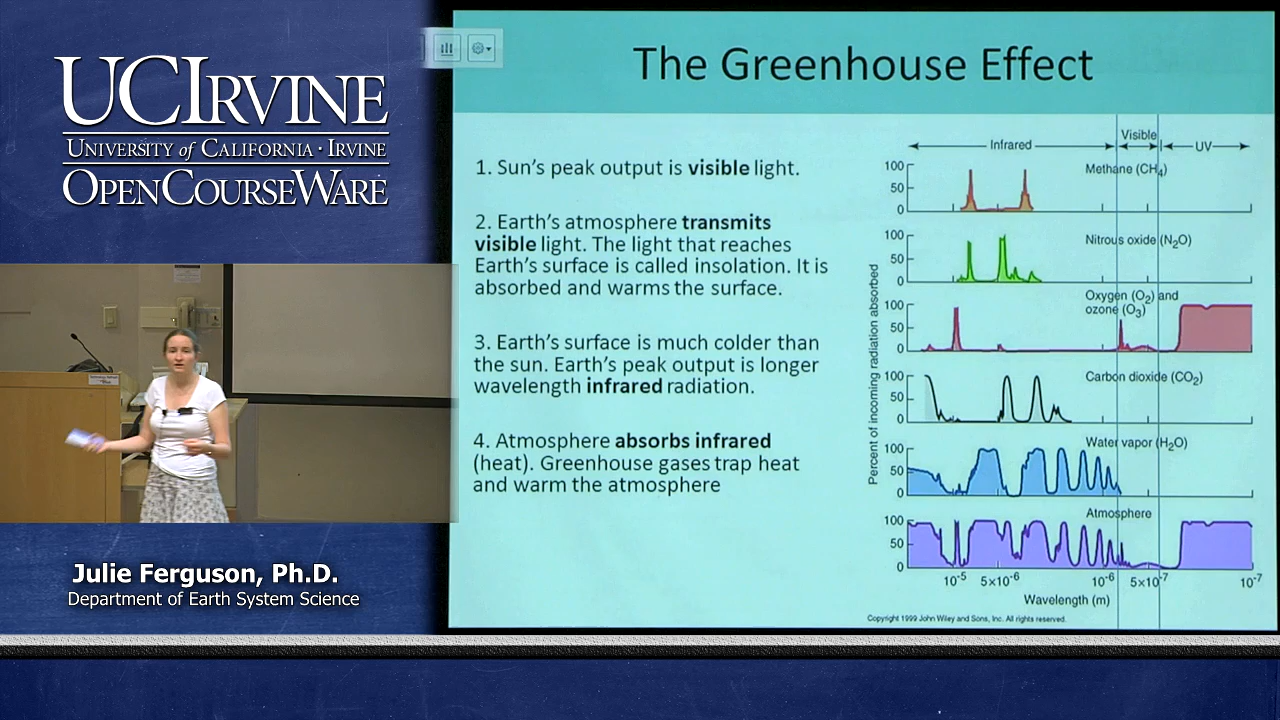 UCIRVINE
UNIVERSITY of CALIFORNIA · IRVINE
OPENCOURSEWARE
Julie Ferguson, Ph.D.
Department of Earth System Science
The Greenhouse Effect
1. Sun's peak output is visible light.
2. Earth's atmosphere transmits
visible light. The light that reaches
Earth's surface is called insolation. It is
absorbed and warms the surface.
3. Earth's surface is much colder than
the sun. Earth's peak output is longer
wavelength infrared radiation.
4. Atmosphere absorbs infrared
(heat). Greenhouse gases trap heat
and warm the atmosphere
Infrared
Visible
UV
Percent of incoming radiation absorbed
100
50
0
Methane (CH₄)
100
50
0
Nitrous oxide (N₂O)
100
50
0
Oxygen (O₂) and
ozone (O₃)
100
50
0
Carbon dioxide (CO₂)
100
50
0
Water vapor (H₂O)
100
50
0
Atmosphere
10⁻⁵ 5×10⁻⁶ 10⁻⁶ 5×10⁻⁷ 10⁻⁷
Wavelength (m)
Copyright 1999 John Wiley and Sons, Inc. All rights reserved.